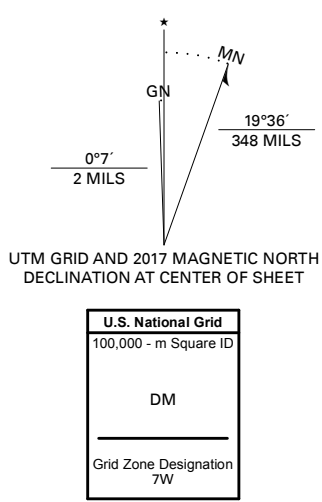 ★
MN
GN
19°36´
348 MILS
0°7´
2 MILS
UTM GRID AND 2017 MAGNETIC NORTH
DECLINATION AT CENTER OF SHEET
U.S. National Grid
100,000 - m Square ID
DM
Grid Zone Designation
7W